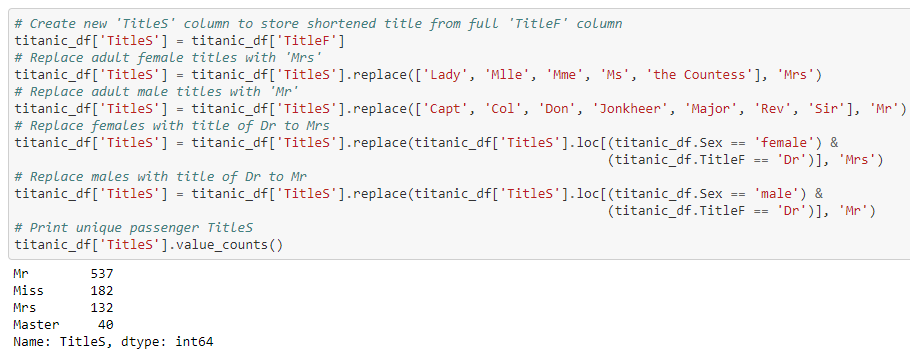 # Create new 'TitleS' column to store shortened title from full 'TitleF' column
titanic_df['TitleS'] = titanic_df['TitleF']
# Replace adult female titles with 'Mrs'
titanic_df['TitleS'] = titanic_df['TitleS'].replace(['Lady', 'Mlle', 'Mme', 'Ms', 'the Countess'], 'Mrs')
# Replace adult male titles with 'Mr'
titanic_df['TitleS'] = titanic_df['TitleS'].replace(['Capt', 'Col', 'Don', 'Jonkheer', 'Major', 'Rev', 'Sir'], 'Mr')
# Replace females with title of Dr to Mrs
titanic_df['TitleS'] = titanic_df['TitleS'].replace(titanic_df['TitleS'].loc[(titanic_df.Sex == 'female') &
(titanic_df.TitleF == 'Dr')], 'Mrs')
# Replace males with title of Dr to Mr
titanic_df['TitleS'] = titanic_df['TitleS'].replace(titanic_df['TitleS'].loc[(titanic_df.Sex == 'male') &
(titanic_df.TitleF == 'Dr')], 'Mr')
# Print unique passenger TitleS
titanic_df['TitleS'].value_counts()
Mr 537
Miss 182
Mrs 132
Master 40
Name: TitleS, dtype: int64